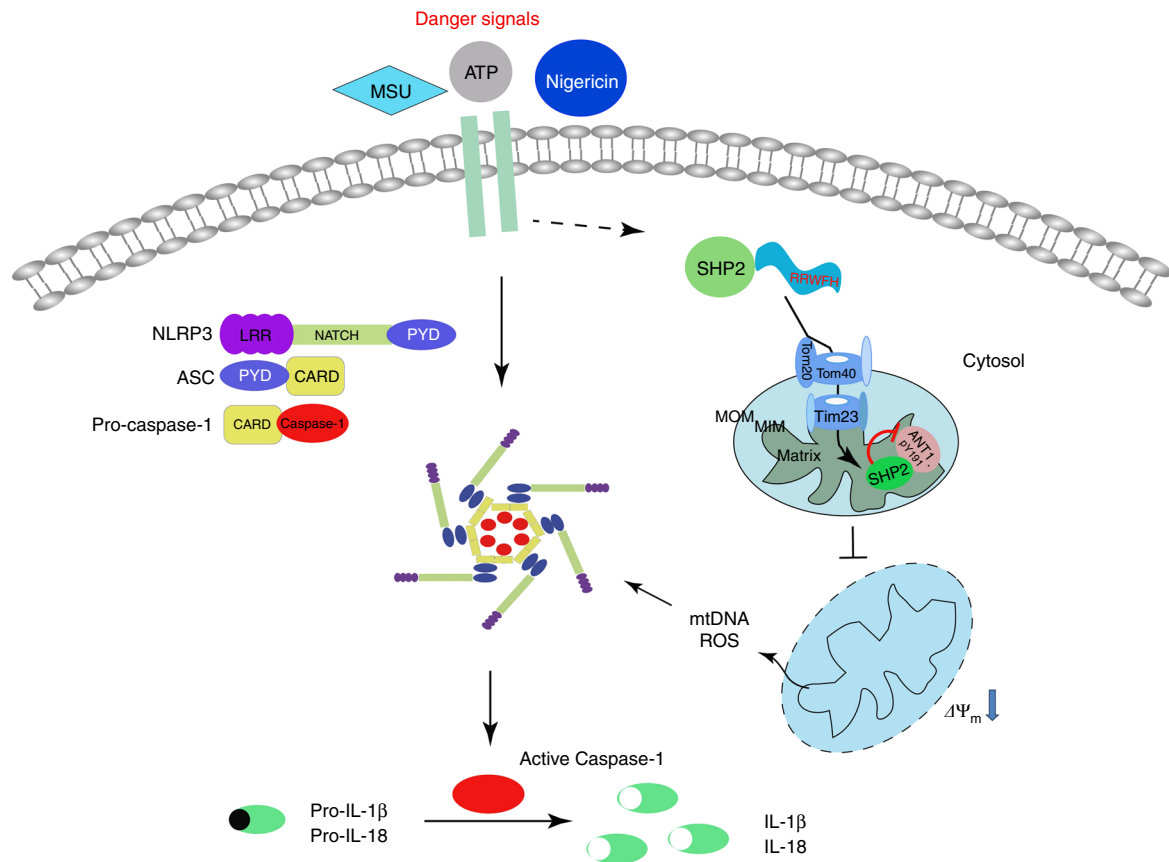 Danger signals
ATP
MSU
Nigericin
SHP2
RRWFH
NLRP3
LRR
NATCH
PYD
ASC
PYD
CARD
Pro-caspase-1
CARD
Caspase-1
Tom20
Tom40
Cytosol
MOM
MIM
Tim23
Matrix
SHP2
ANT1
pY191
mtDNA
ROS
ΔΨm
Active Caspase-1
Pro-IL-1β
Pro-IL-18
IL-1β
IL-18